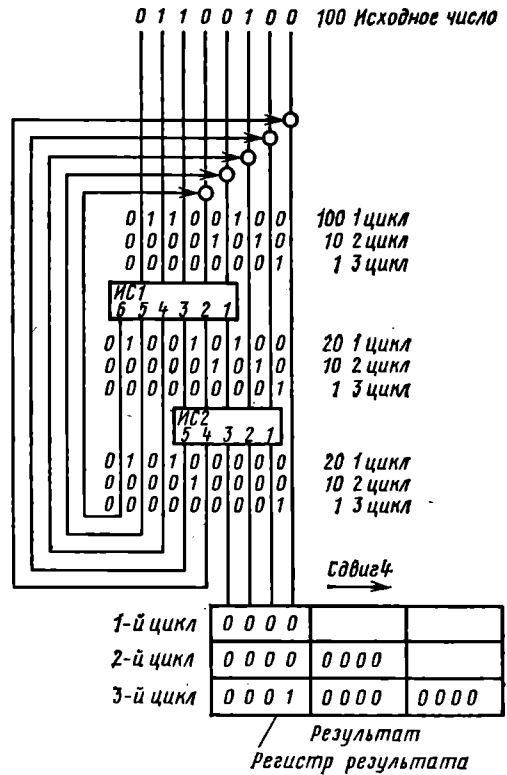 0 1 1 0 0 1 0 0 100 Исходное число
0 1 1 0 0 1 0 0 100 1 цикл
0 0 0 0 1 0 1 0 10 2 цикл
0 0 0 0 0 0 0 1 1 3 цикл
ИС1
6 5 4 3 2 1
0 1 0 0 1 0 1 0 0 20 1 цикл
0 0 0 0 0 1 0 1 0 10 2 цикл
0 0 0 0 0 0 0 0 1 1 3 цикл
ИС2
5 4 3 2 1
0 1 0 1 0 0 0 0 0 20 1 цикл
0 0 0 0 1 0 0 0 0 10 2 цикл
0 0 0 0 0 0 0 0 1 1 3 цикл
Сдвиг4
1-й цикл 0 0 0 0
2-й цикл 0 0 0 0 0 0 0 0
3-й цикл 0 0 0 1 0 0 0 0 0 0 0 0
Результат
Регистр результата